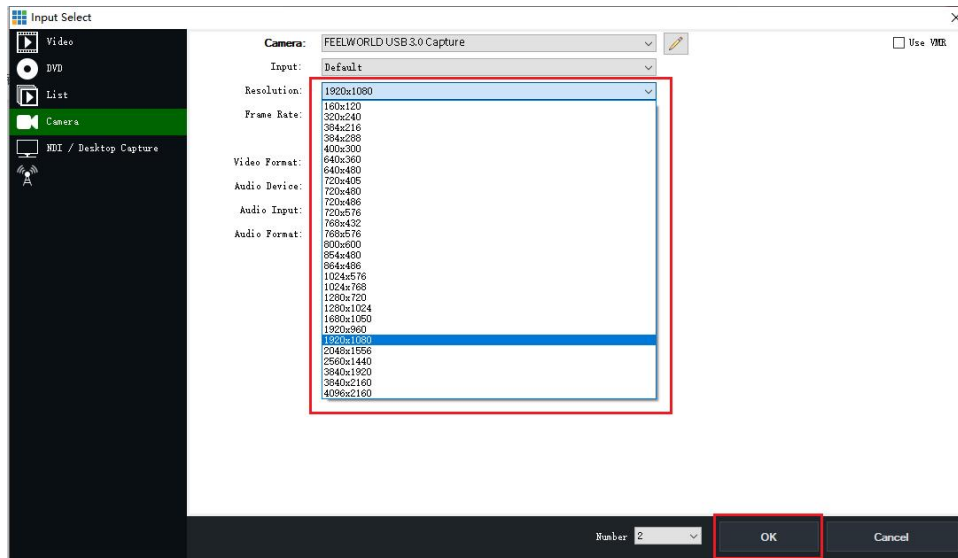 Input Select
Video
DVD
List
Camera
NDI / Desktop Capture
Camera: FEELWORLD USB 3.0 Capture
Use VMR
Input: Default
Resolution: 1920x1080
Frame Rate:
Video Format:
Audio Device:
Audio Input:
Audio Format:
160x120
320x240
384x216
384x288
400x300
640x360
640x480
720x405
720x480
720x486
720x576
768x432
768x576
800x600
854x480
864x486
1024x576
1024x768
1280x720
1280x1024
1680x1050
1920x960
1920x1080
2048x1556
2560x1440
3840x1920
3840x2160
4096x2160
Number 2
OK
Cancel